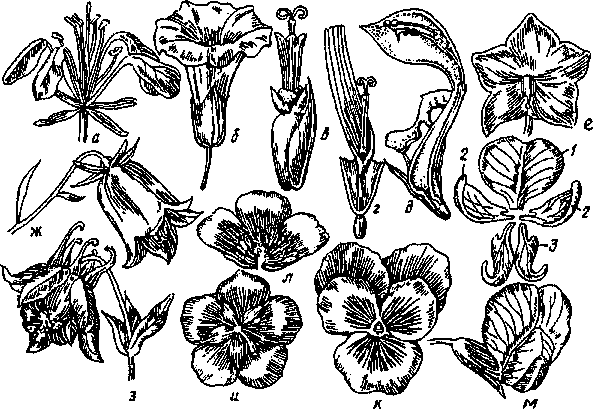 а б в г д е
2 1
2
3
ж
л
з и к м